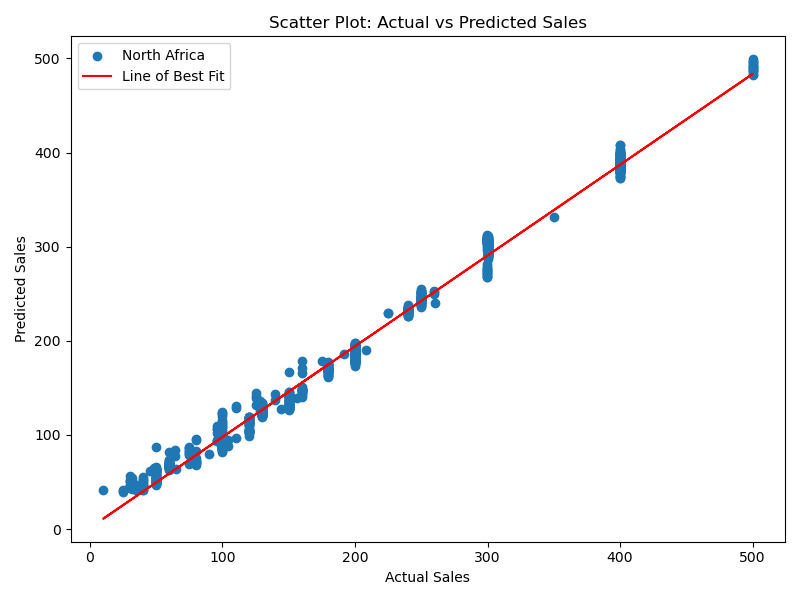 Scatter Plot: Actual vs Predicted Sales
North Africa
Line of Best Fit
500
400
300
200
100
0
Predicted Sales
0 100 200 300 400 500
Actual Sales